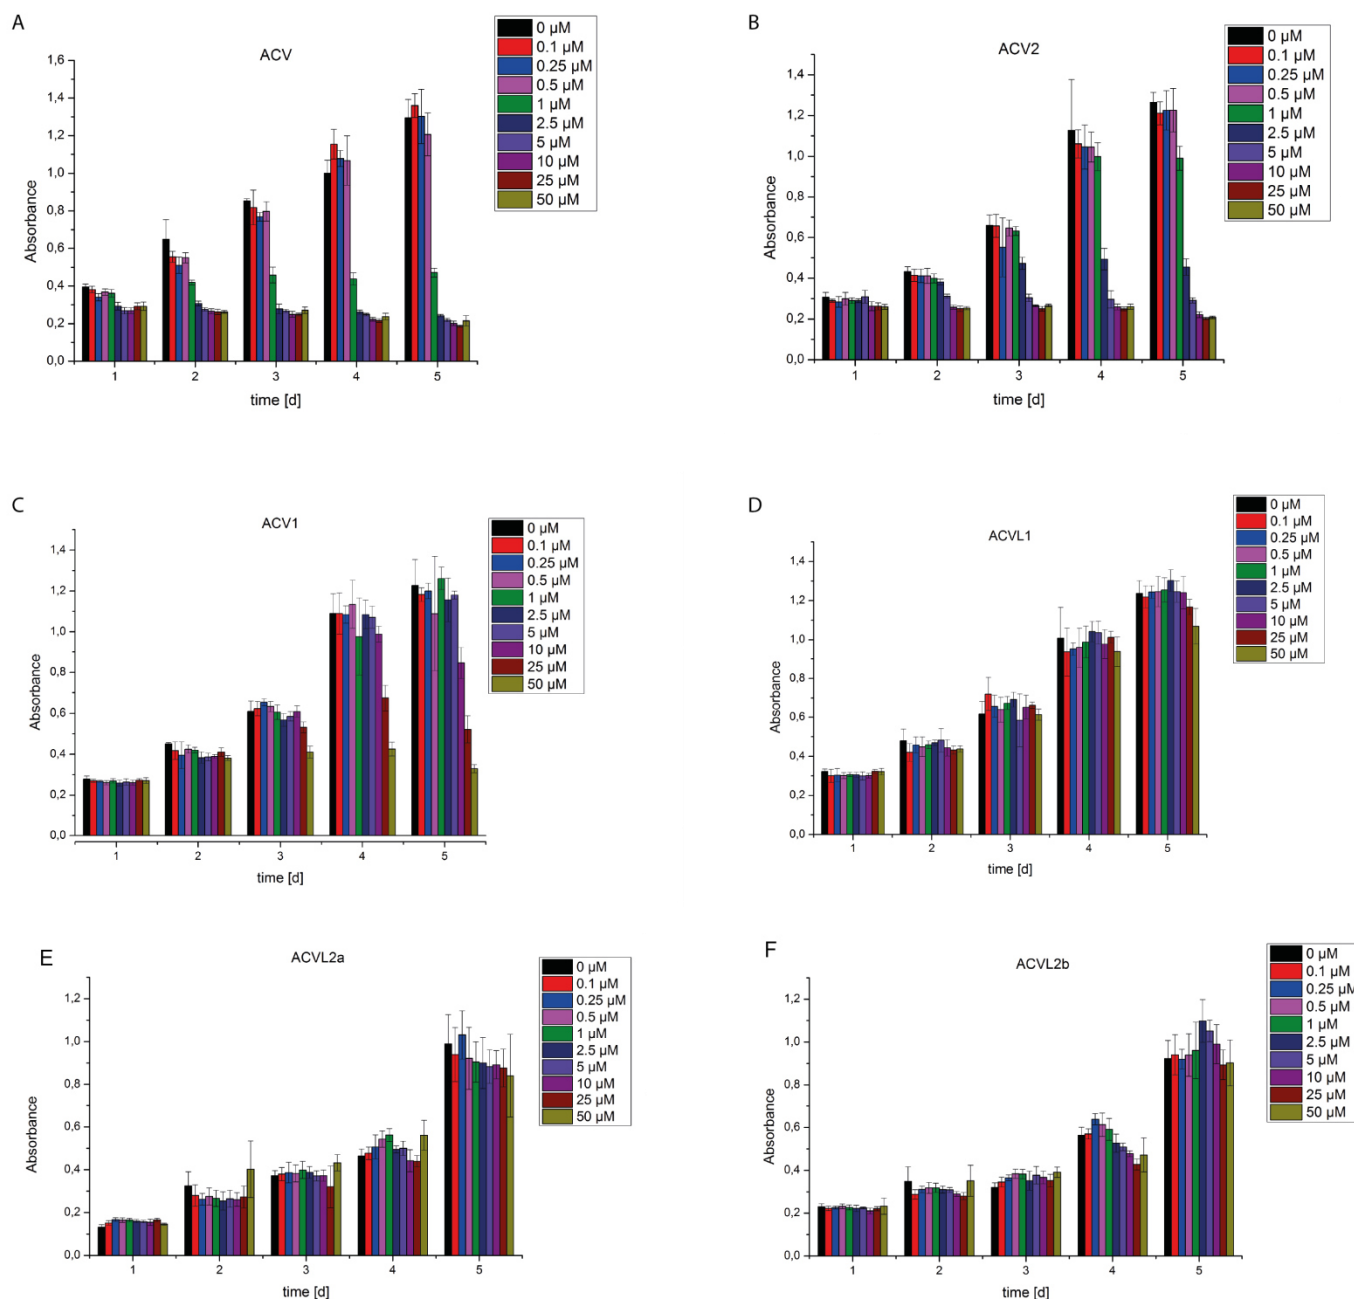 A
ACV
0 µM
0.1 µM
0.25 µM
0.5 µM
1 µM
2.5 µM
5 µM
10 µM
25 µM
50 µM
Absorbance
1,6
1,4
1,2
1,0
0,8
0,6
0,4
0,2
0,0
1 2 3 4 5
time [d]
B
ACV2
0 µM
0.1 µM
0.25 µM
0.5 µM
1 µM
2.5 µM
5 µM
10 µM
25 µM
50 µM
Absorbance
1,4
1,2
1,0
0,8
0,6
0,4
0,2
0,0
1 2 3 4 5
time [d]
C
ACV1
0 µM
0.1 µM
0.25 µM
0.5 µM
1 µM
2.5 µM
5 µM
10 µM
25 µM
50 µM
Absorbance
1,4
1,2
1,0
0,8
0,6
0,4
0,2
0,0
1 2 3 4 5
time [d]
D
ACVL1
0 µM
0.1 µM
0.25 µM
0.5 µM
1 µM
2.5 µM
5 µM
10 µM
25 µM
50 µM
Absorbance
1,4
1,2
1,0
0,8
0,6
0,4
0,2
0,0
1 2 3 4 5
time [d]
E
ACVL2a
0 µM
0.1 µM
0.25 µM
0.5 µM
1 µM
2.5 µM
5 µM
10 µM
25 µM
50 µM
Absorbance
1,2
1,0
0,8
0,6
0,4
0,2
0,0
1 2 3 4 5
time [d]
F
ACVL2b
0 µM
0.1 µM
0.25 µM
0.5 µM
1 µM
2.5 µM
5 µM
10 µM
25 µM
50 µM
Absorbance
1,2
1,0
0,8
0,6
0,4
0,2
0,0
1 2 3 4 5
time [d]